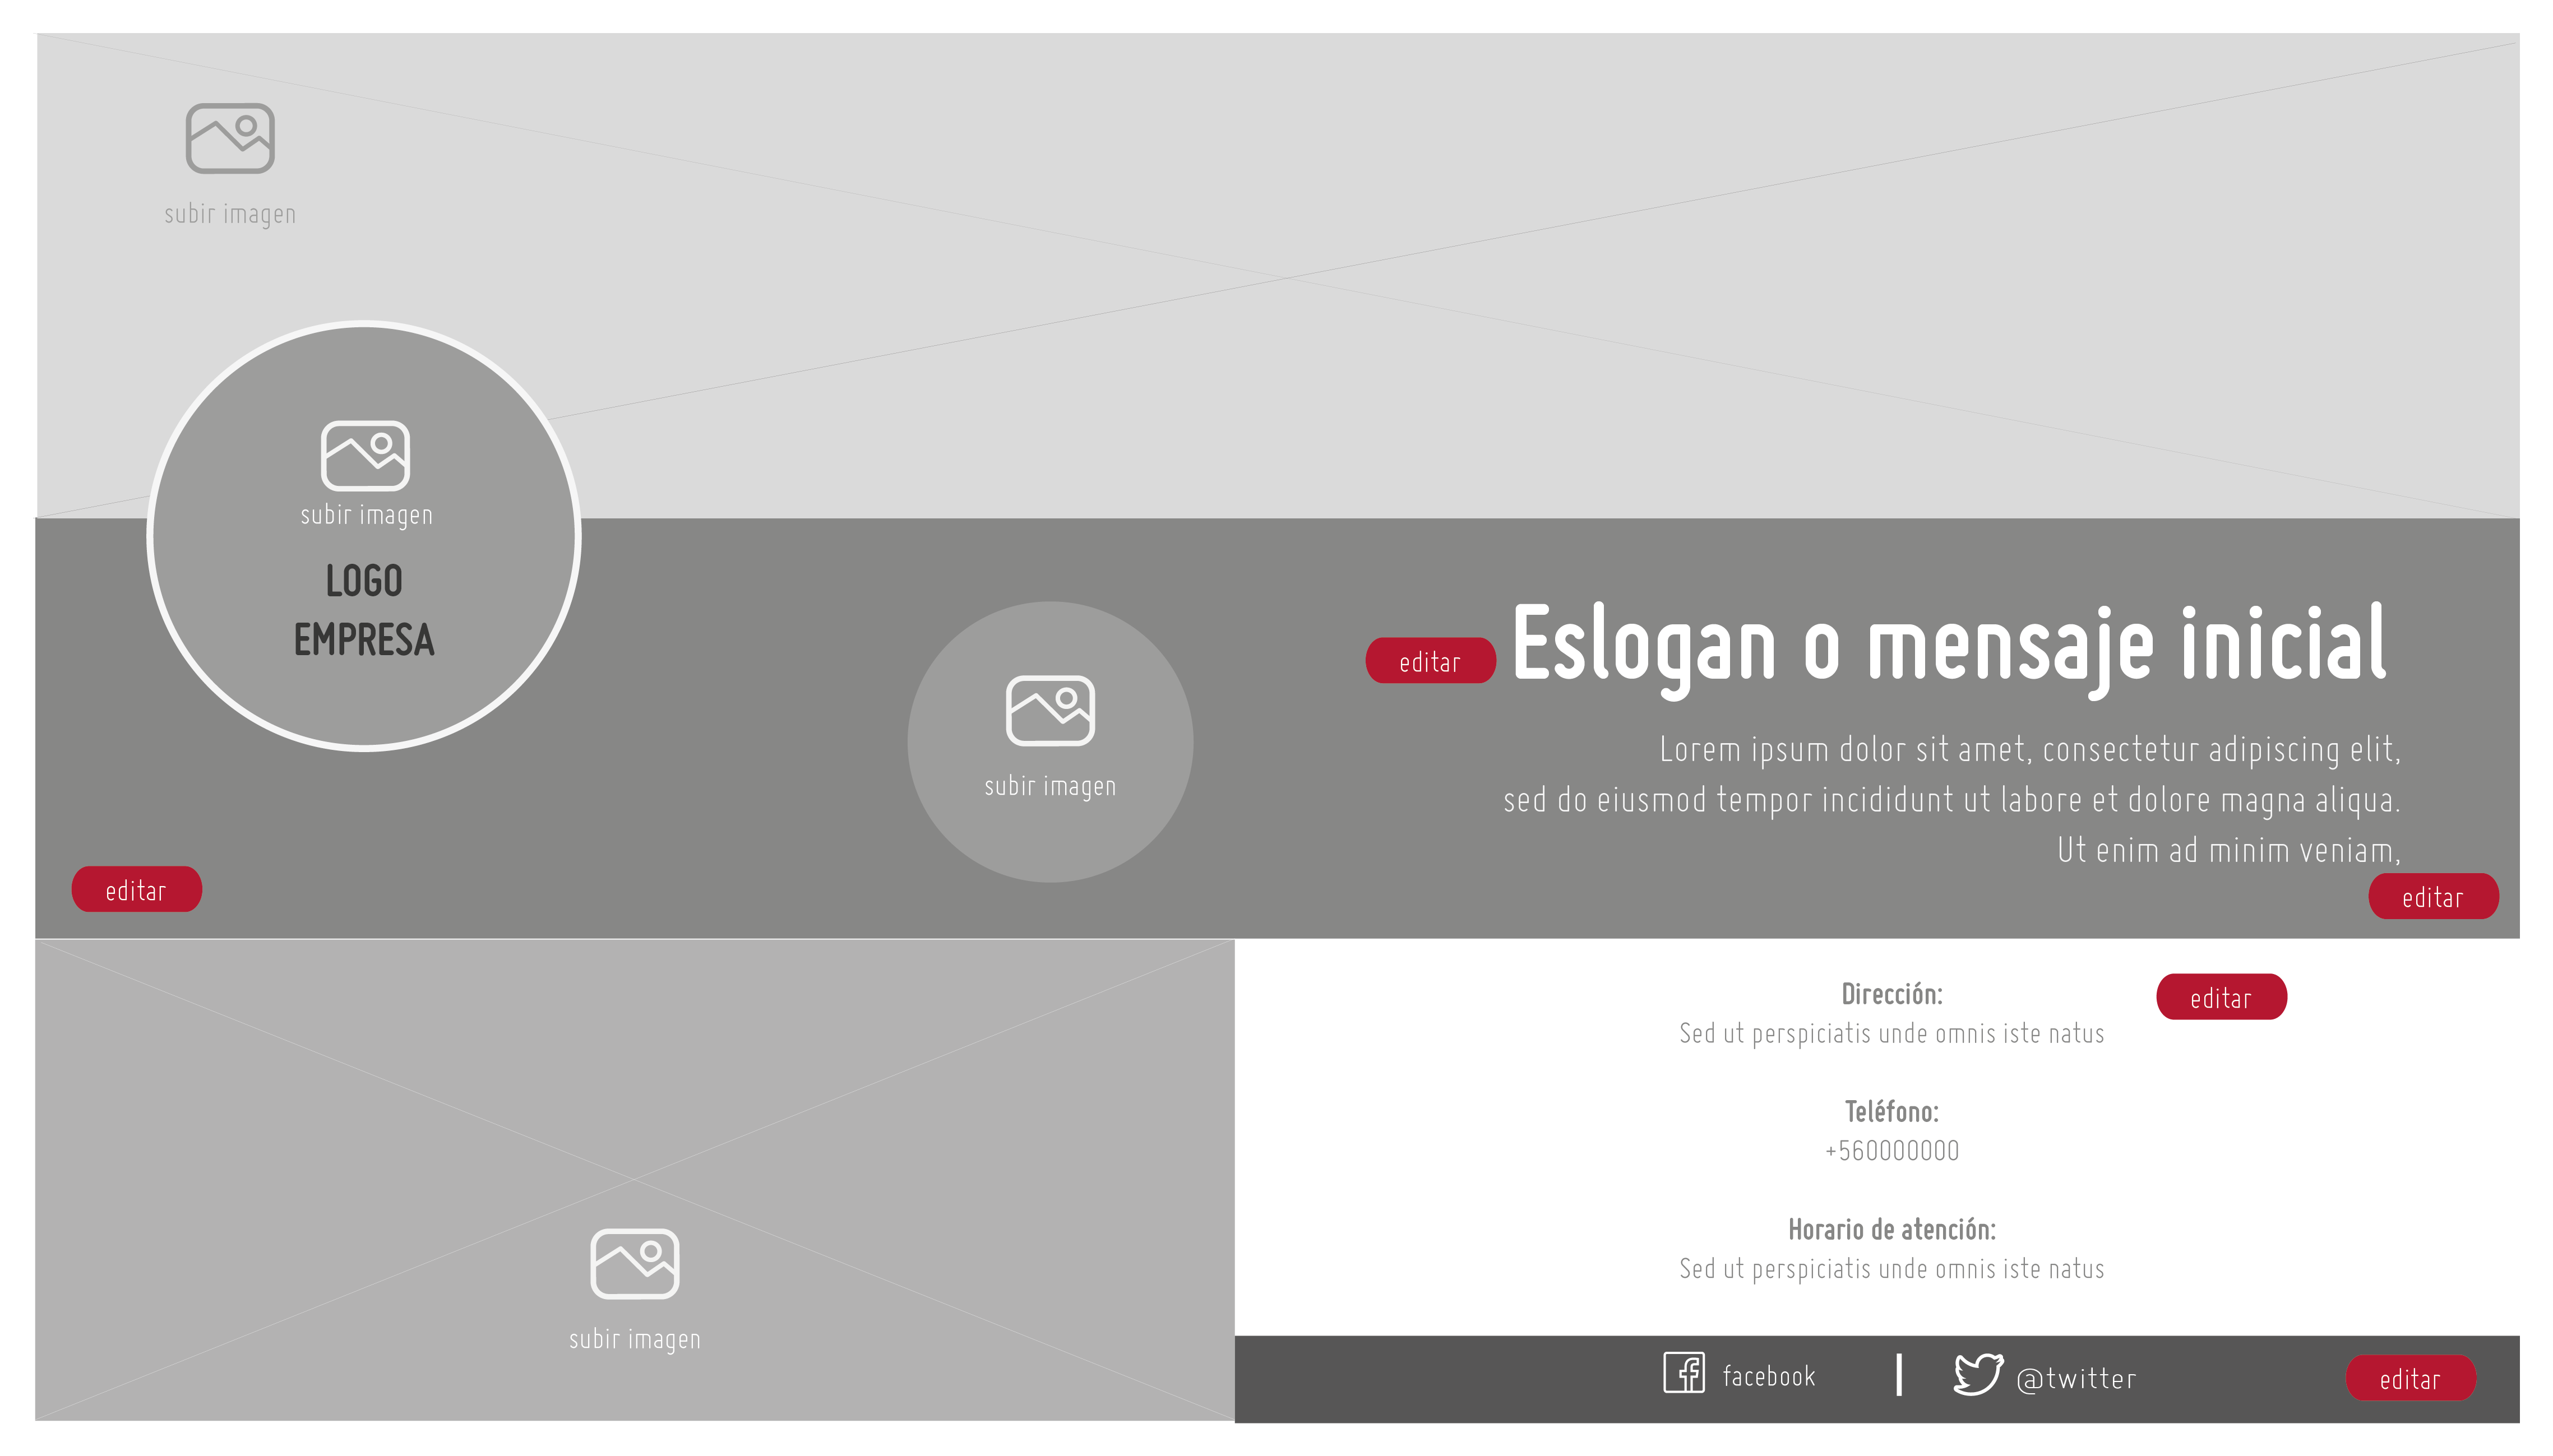 subir imagen
subir imagen
LOGO
EMPRESA
subir imagen
editar
editar
Eslogan o mensaje inicial
Lorem ipsum dolor sit amet, consectetur adipiscing elit,
sed do eiusmod tempor incididunt ut labore et dolore magna aliqua.
Ut enim ad minim veniam,
editar
subir imagen
Dirección:
editar
Sed ut perspiciatis unde omnis iste natus
Teléfono:
+560000000
Horario de atención:
Sed ut perspiciatis unde omnis iste natus
facebook | @twitter
editar